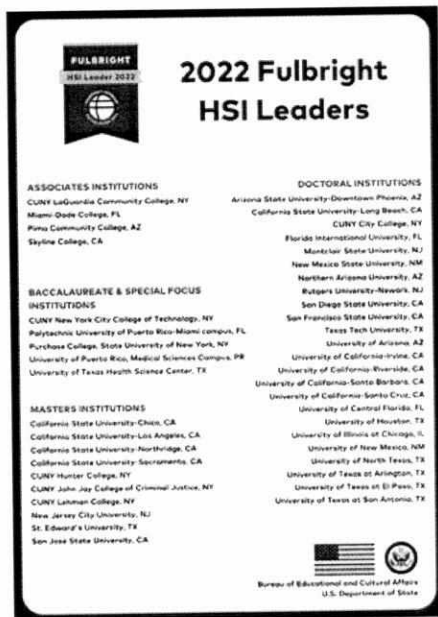 FULBRIGHT
HSI Leader 2022
2022 Fulbright
HSI Leaders
ASSOCIATES INSTITUTIONS
CUNY LaGuardia Community College, NY
Miami-Dade College, FL
Pima Community College, AZ
Skyline College, CA
BACCALAUREATE & SPECIAL FOCUS
INSTITUTIONS
CUNY New York City College of Technology, NY
Polytechnic University of Puerto Rico-Miami campus, FL
Purchase College, State University of New York, NY
University of Puerto Rico, Medical Sciences Campus, PR
University of Texas Health Science Center, TX
MASTERS INSTITUTIONS
California State University-Chico, CA
California State University-Los Angeles, CA
California State University-Northridge, CA
California State University-Sacramento, CA
CUNY Hunter College, NY
CUNY John Jay College of Criminal Justice, NY
CUNY Lehman College, NY
New Jersey City University, NJ
St. Edward's University, TX
San José State University, CA
DOCTORAL INSTITUTIONS
Arizona State University-Downtown Phoenix, AZ
California State University-Long Beach, CA
CUNY City College, NY
Florida International University, FL
Montclair State University, NJ
New Mexico State University, NM
Northern Arizona University, AZ
Rutgers University-Newark, NJ
San Diego State University, CA
San Francisco State University, CA
Texas Tech University, TX
University of Arizona, AZ
University of California-Irvine, CA
University of California-Riverside, CA
University of California-Santa Barbara, CA
University of California-Santa Cruz, CA
University of Central Florida, FL
University of Houston, TX
University of Illinois at Chicago, IL
University of New Mexico, NM
University of North Texas, TX
University of Texas at Arlington, TX
University of Texas at El Paso, TX
University of Texas at San Antonio, TX
Bureau of Educational and Cultural Affairs
U.S. Department of State